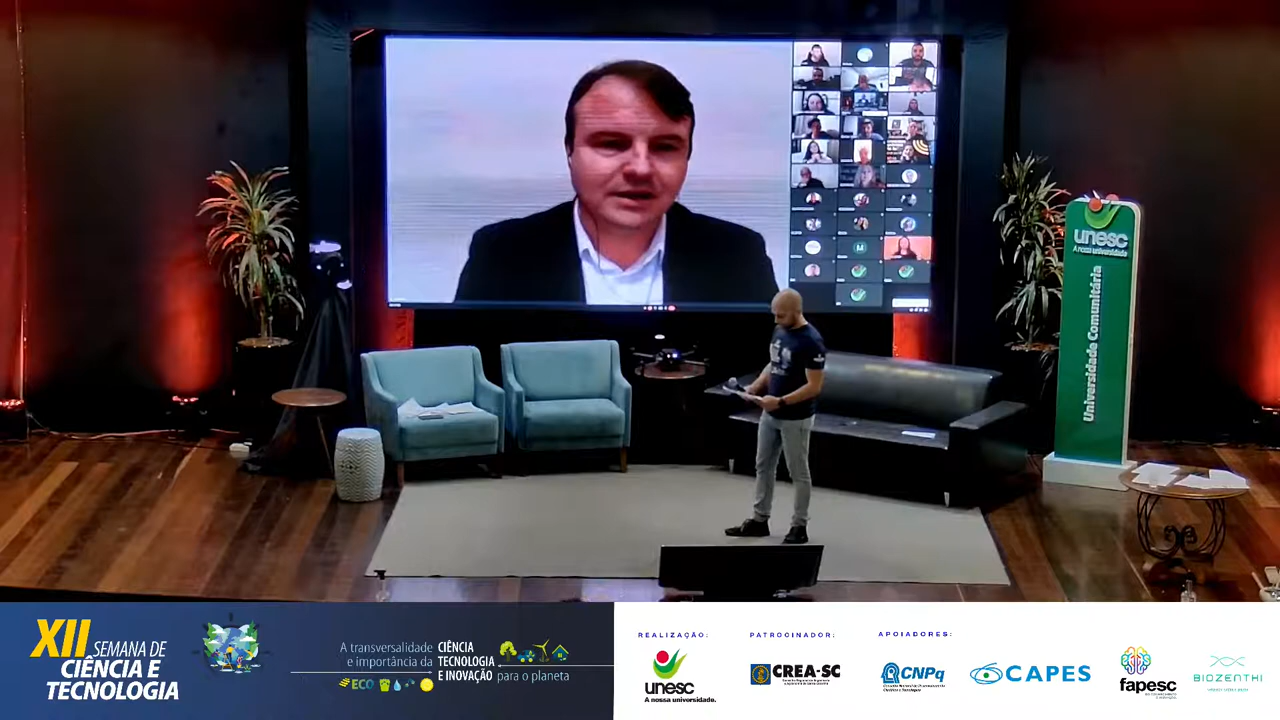 unesc
A nossa universidade
Universidade Comunitária
M
XII SEMANA DE
CIÊNCIA E
TECNOLOGIA
A transversalidade
e importância da
CIÊNCIA
TECNOLOGIA
E INOVAÇÃO
para o planeta
ECO
REALIZAÇÃO:
unesc
A nossa universidade.
PATROCINADOR:
CREA-SC
APOIADORES:
CNPq
CAPES
fapesc
BIOZENTHI